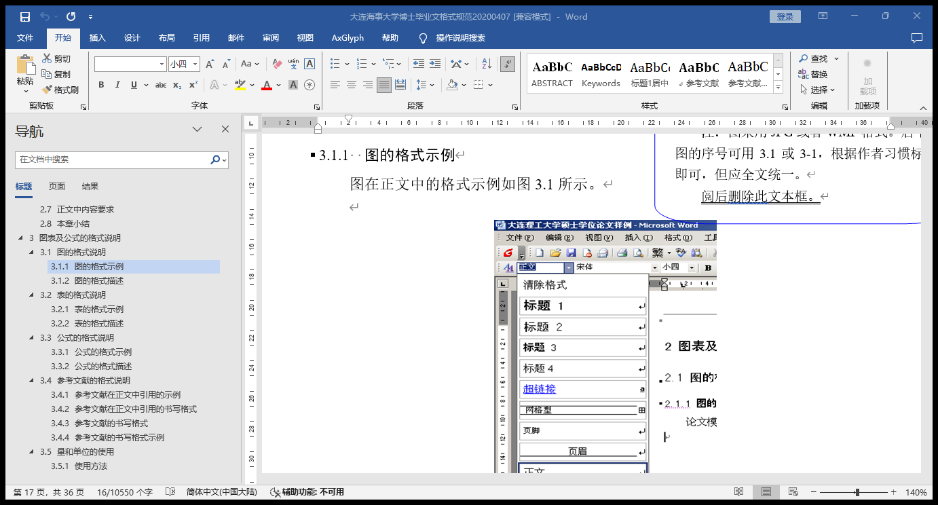 大连海事大学博士毕业文格式规范20200407 [兼容模式] - Word
登录
文件 开始 插入 设计 布局 引用 邮件 审阅 视图 AxGlyph 帮助 操作说明搜索
粘贴 剪切 复制 格式刷
小四
AaBbC AaBbCcD AaBbC AaBbC AaBbC
ABSTRACT Keywords 标题1居中 参考文献 参考文献...
查找 替换 选择
加载项
剪贴板 字体 段落 样式 编辑 加载项
导航
在文档中搜索
标题 页面 结果
2.7 正文中内容要求
2.8 本章小结
3 图表及公式的格式说明
3.1 图的格式说明
3.1.1 图的格式示例
3.1.2 图的格式描述
3.2 表的格式说明
3.2.1 表的格式示例
3.2.2 表的格式描述
3.3 公式的格式说明
3.3.1 公式的格式示例
3.3.2 公式的格式描述
3.4 参考文献的格式说明
3.4.1 参考文献在正文中引用的示例
3.4.2 参考文献在正文中引用的书写格式
3.4.3 参考文献的书写格式
3.4.4 参考文献的书写格式示例
3.5 量和单位的使用
3.5.1 使用方法
3.1.1 图的格式示例
图在正文中的格式示例如图 3.1 所示。
图的序号可用 3.1 或 3-1，根据作者习惯标
即可，但应全文统一。
阅后删除此文本框。
大连理工大学硕士学位论文样例 - Microsoft Word
文件(F) 编辑(E) 视图(V) 插入(I) 格式(O) 工
正文 宋体 小四 B
清除格式
标题 1
标题 2
标题 3
标题 4
超链接
网格型
页脚
页眉
正文
2 图表及
2.1 图的
2.1.1 图的
论文模
第 17 页，共 36 页 16/10550 个字 简体中文(中国大陆) 辅助功能: 不可用 140%